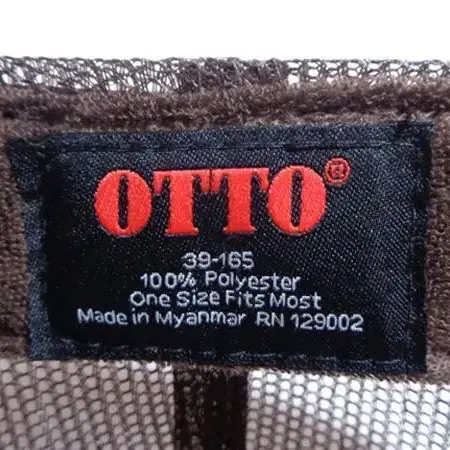 OTTO®
39-165
100% Polyester
One Size Fits Most
Made in Myanmar RN 129002